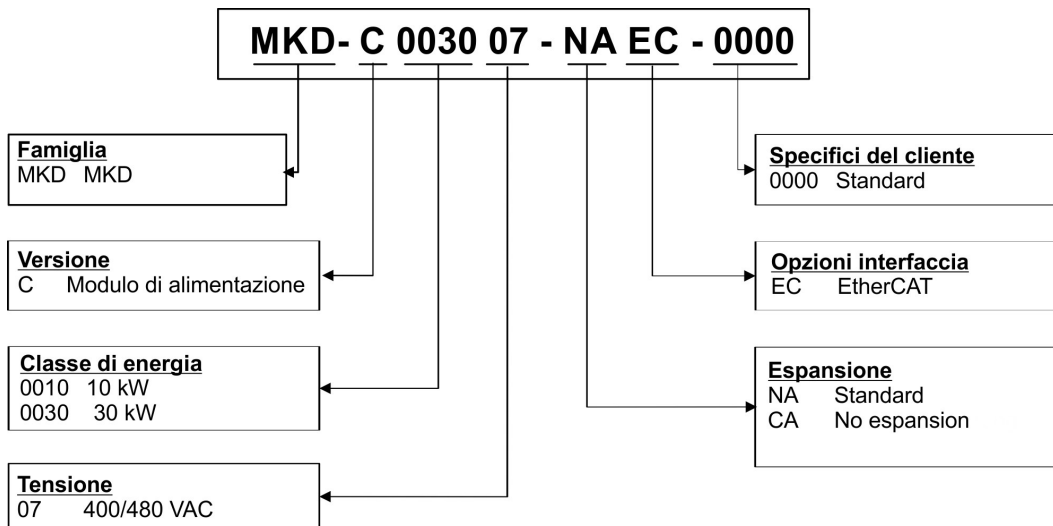 MKD- C 0030 07 - NA EC - 0000
Famiglia
MKD MKD
Versione
C Modulo di alimentazione
Classe di energia
0010 10 kW
0030 30 kW
Tensione
07 400/480 VAC
Specifici del cliente
0000 Standard
Opzioni interfaccia
EC EtherCAT
Espansione
NA Standard
CA No espansion